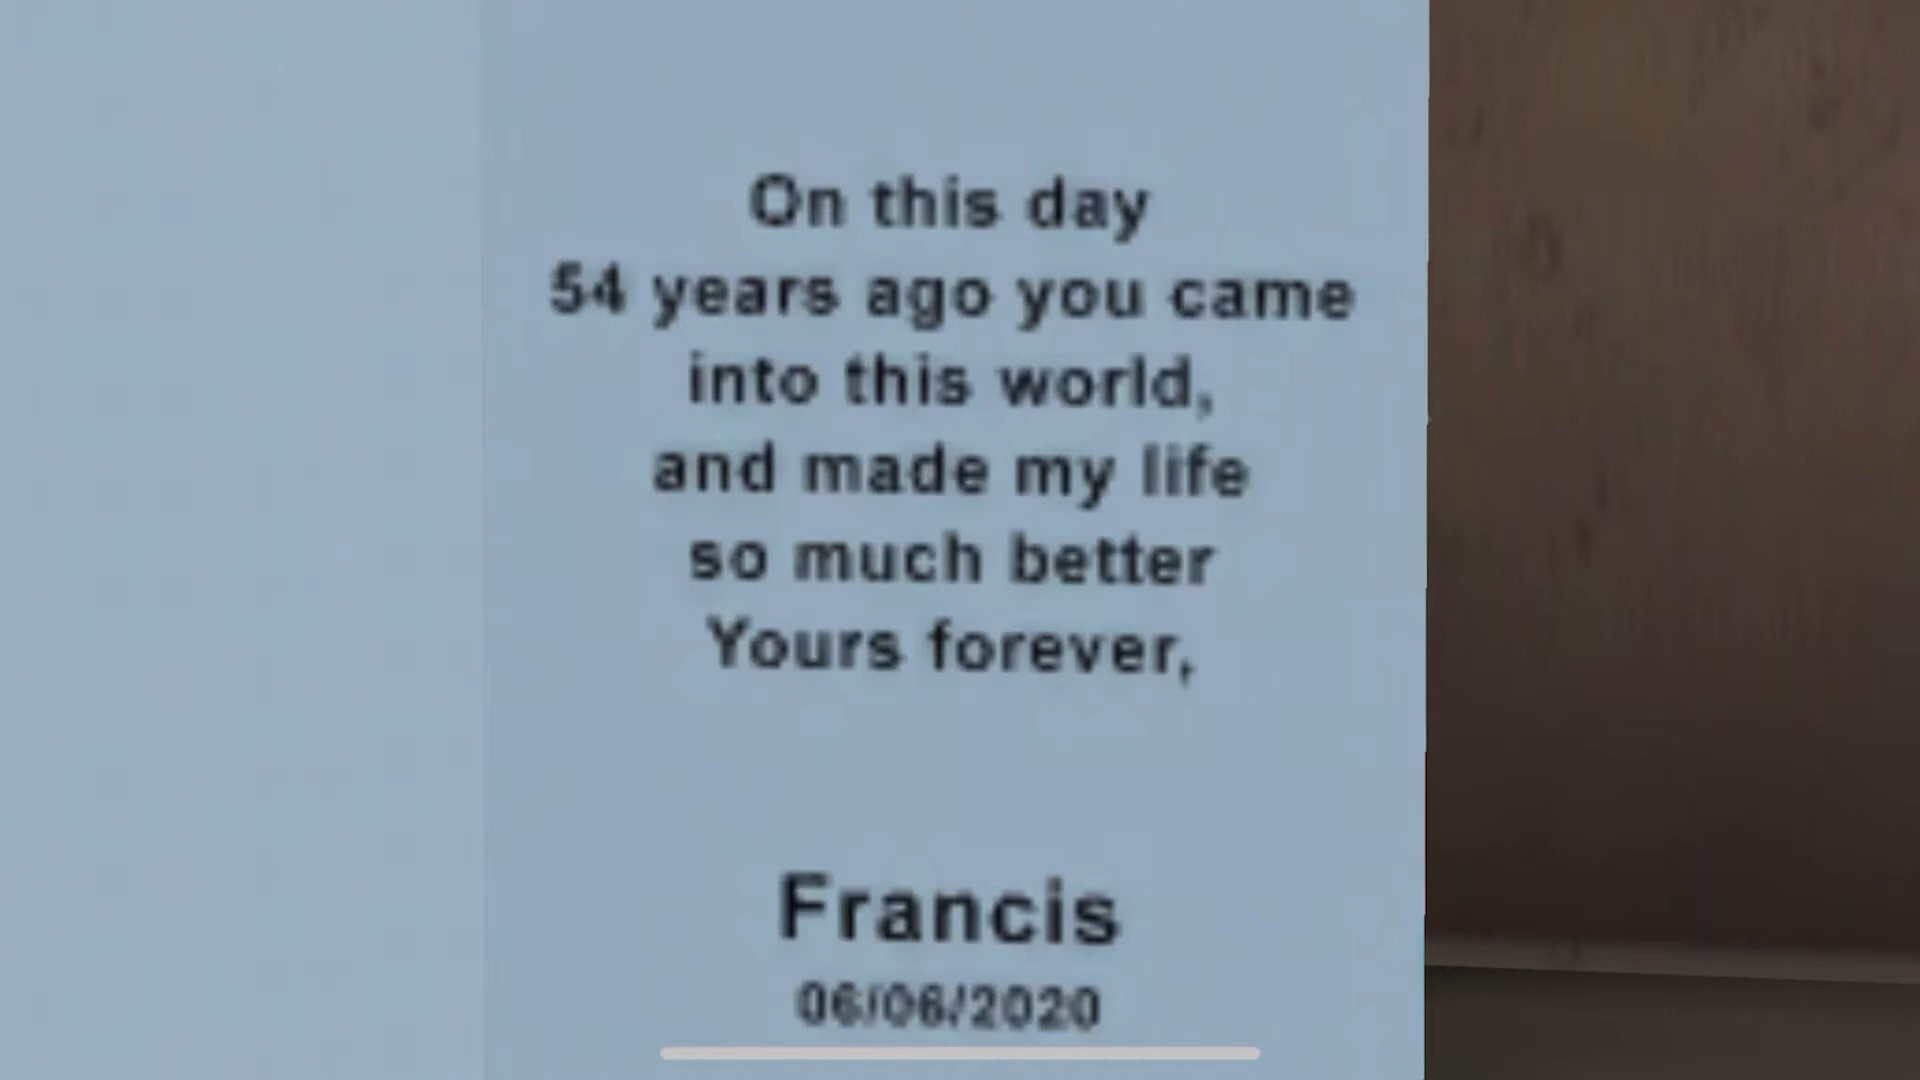 On this day
54 years ago you came
into this world,
and made my life
so much better
Yours forever,
Francis
06/06/2020